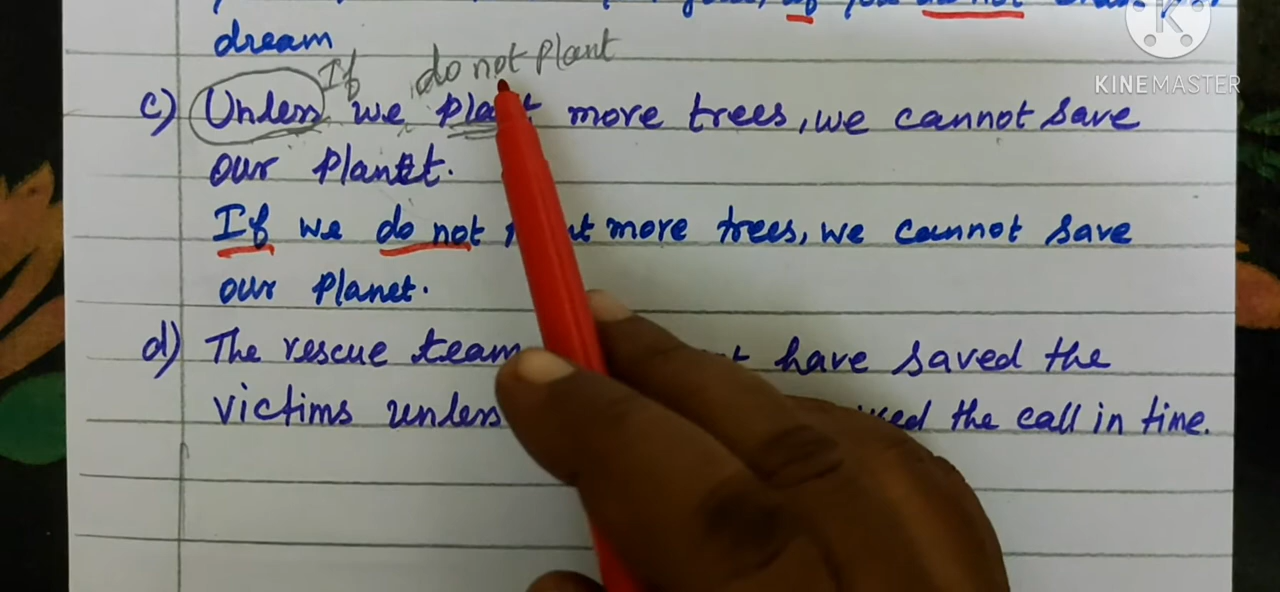 dream
If do not plant
c) Unless we plant more trees, we cannot save
our planet.
If we do not more trees, we cannot save
our planet.
d) The rescue team have saved the
victims unless the call in time.
KINEMASTER